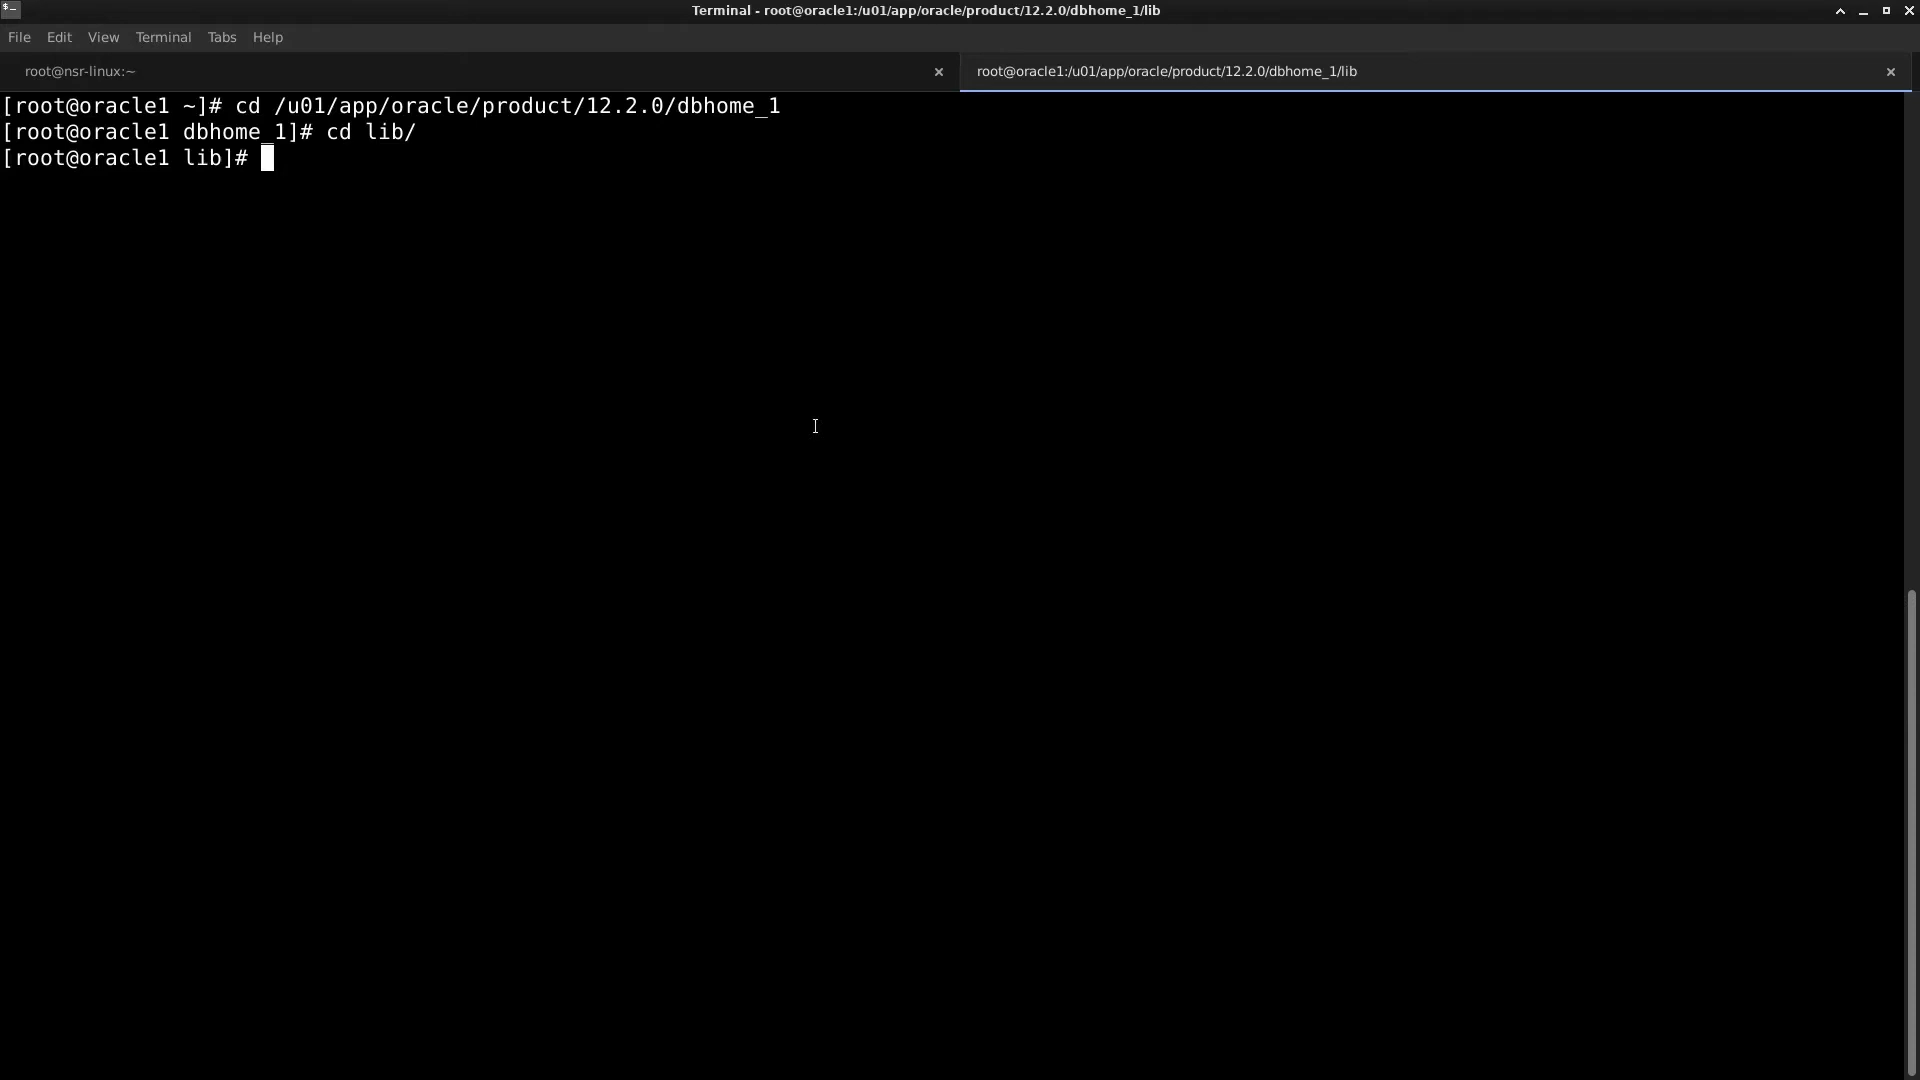 Terminal - root@oracle1:/u01/app/oracle/product/12.2.0/dbhome_1/lib
File Edit View Terminal Tabs Help
root@nsr-linux:~ root@oracle1:/u01/app/oracle/product/12.2.0/dbhome_1/lib
[root@oracle1 ~]# cd /u01/app/oracle/product/12.2.0/dbhome_1
[root@oracle1 dbhome_1]# cd lib/
[root@oracle1 lib]#